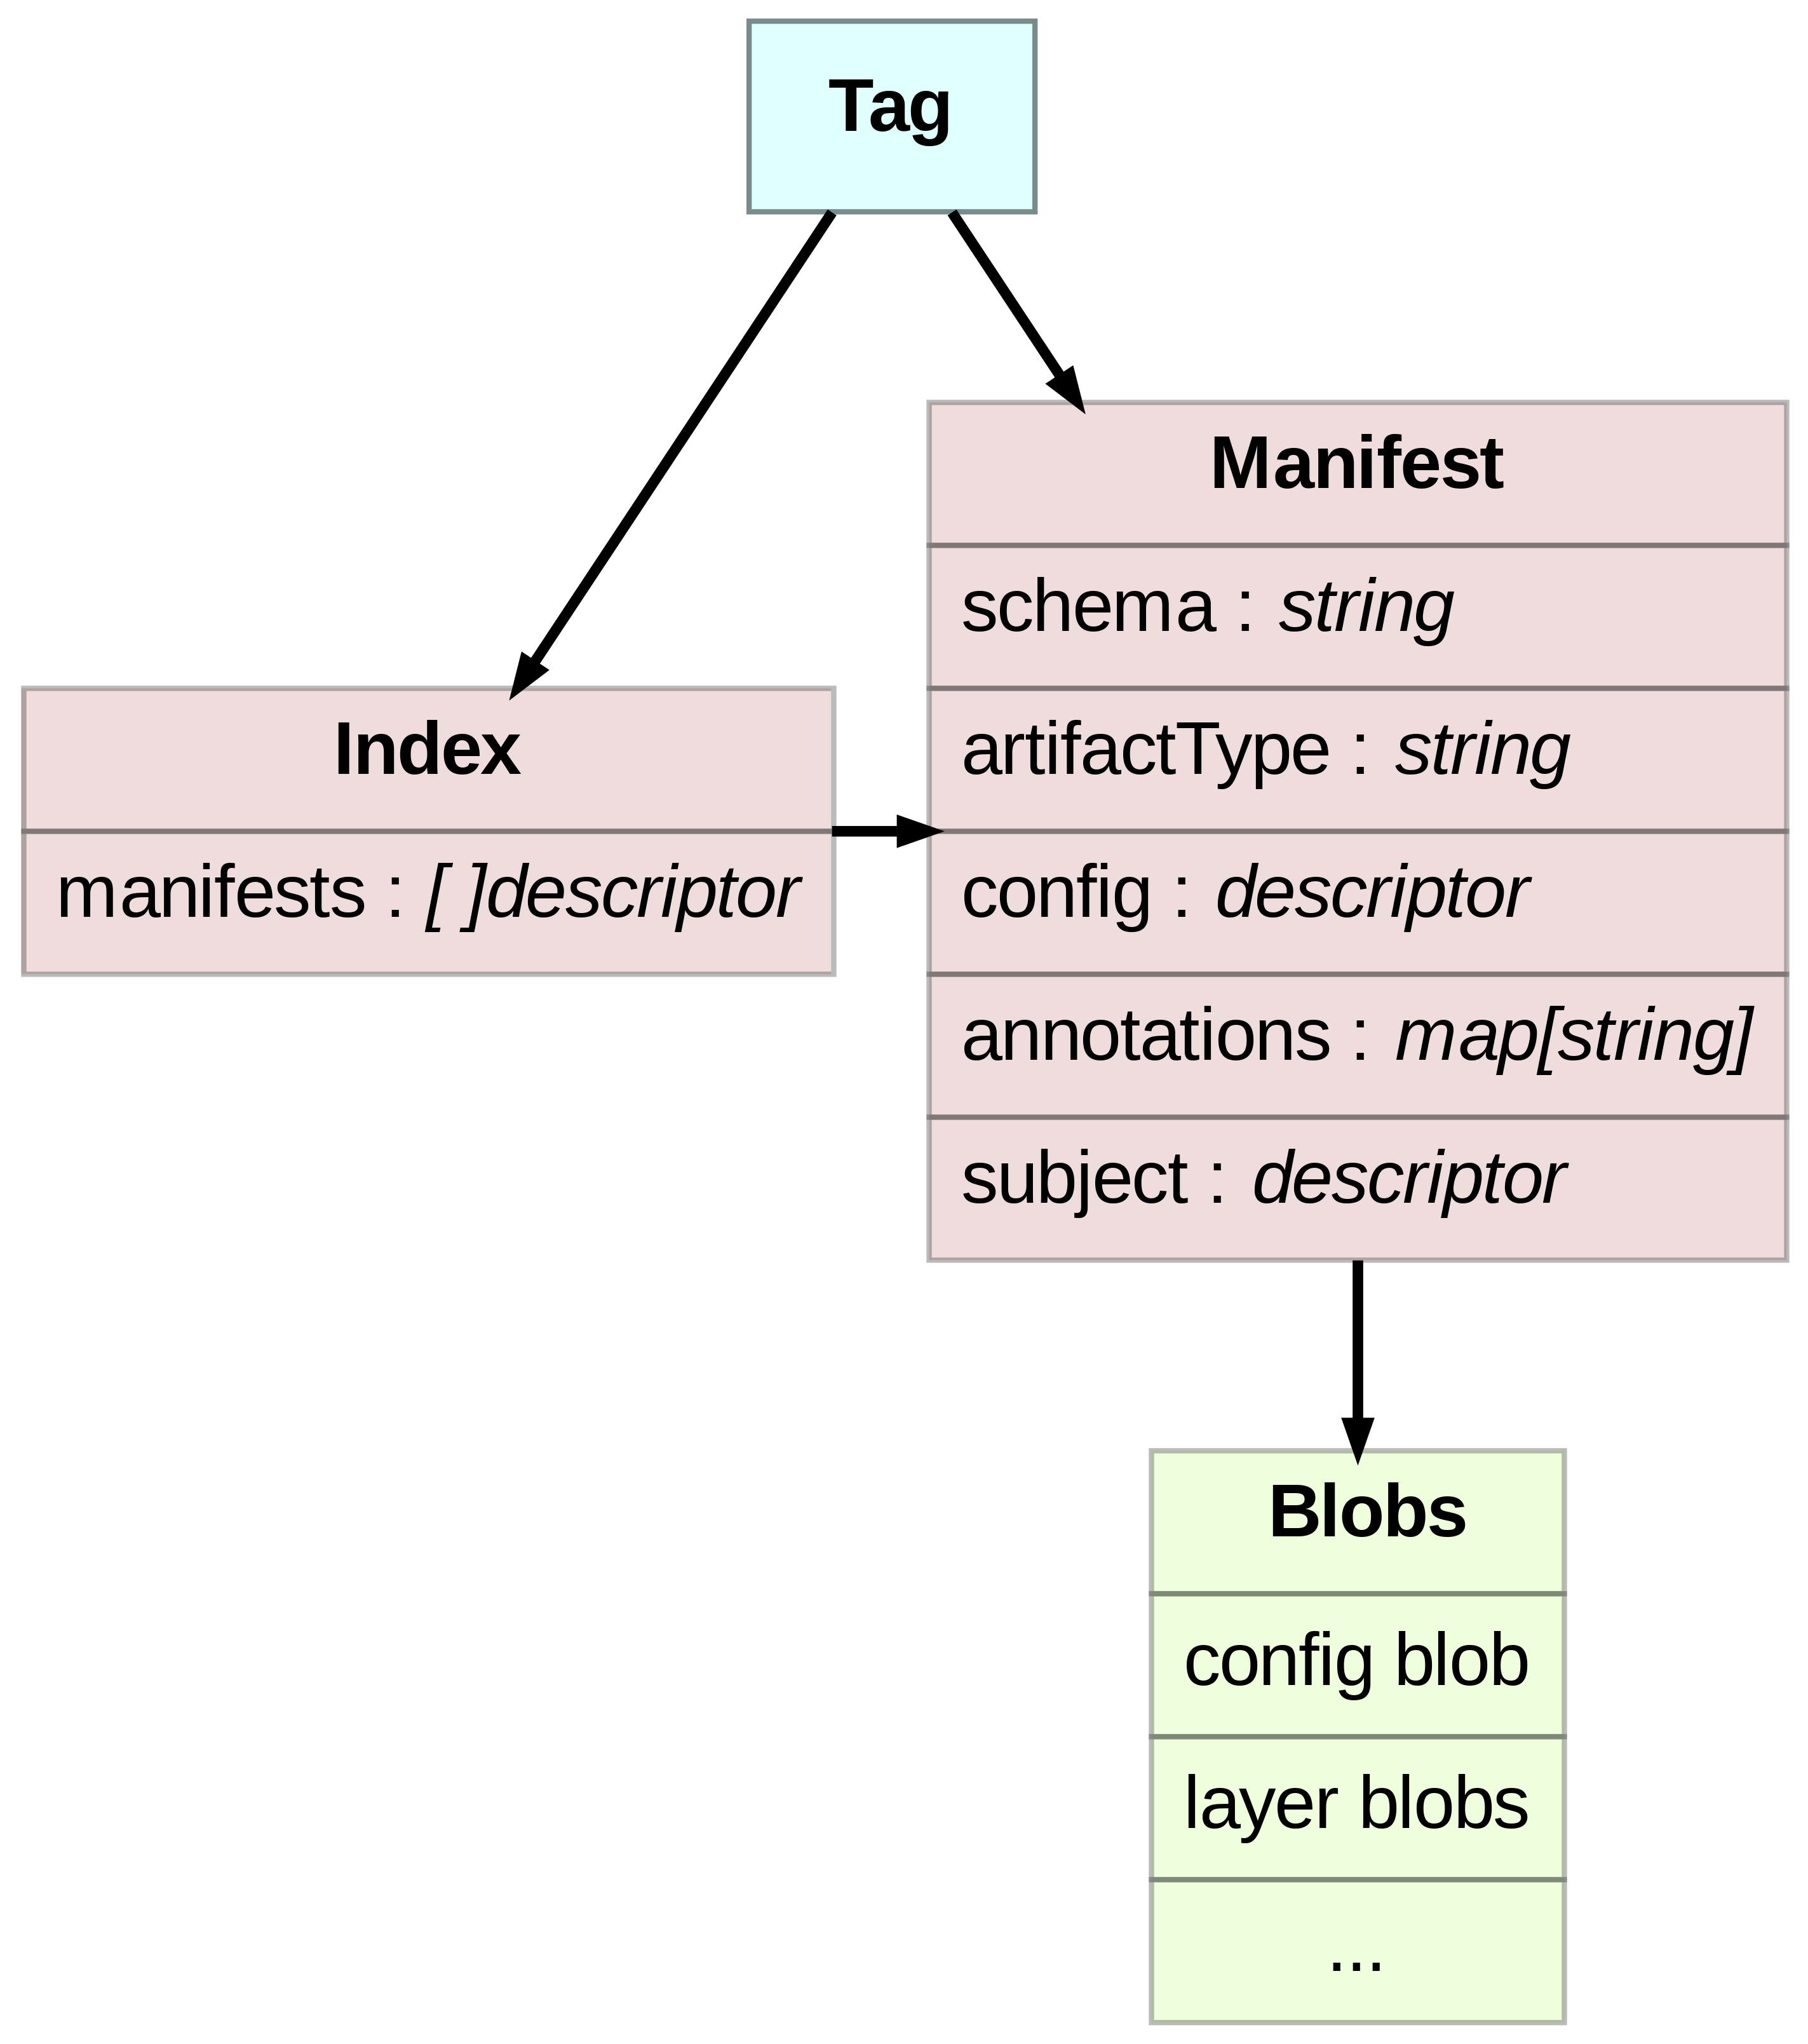 Tag
Manifest
schema : string
artifactType : string
config : descriptor
annotations : map[string]
subject : descriptor
Index
manifests : [ ]descriptor
Blobs
config blob
layer blobs
...